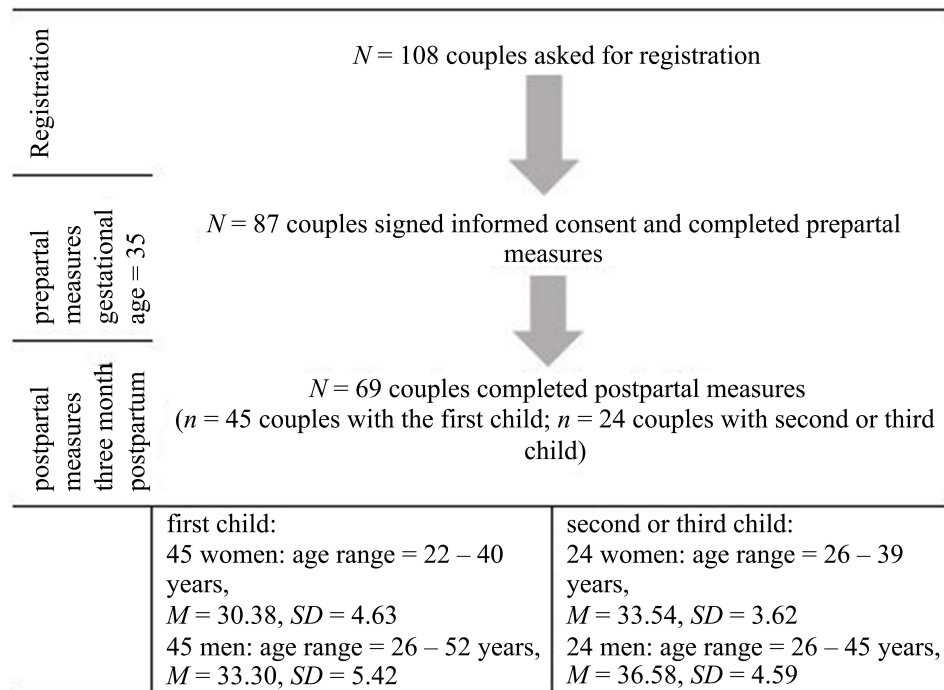 Registration
N = 108 couples asked for registration
prepartal
measures
gestational
age = 35
N = 87 couples signed informed consent and completed prepartal
measures
postpartal
measures
three month
postpartum
N = 69 couples completed postpartal measures
(n = 45 couples with the first child; n = 24 couples with second or third
child)
first child:
45 women: age range = 22 – 40
years,
M = 30.38, SD = 4.63
45 men: age range = 26 – 52 years,
M = 33.30, SD = 5.42
second or third child:
24 women: age range = 26 – 39
years,
M = 33.54, SD = 3.62
24 men: age range = 26 – 45 years,
M = 36.58, SD = 4.59